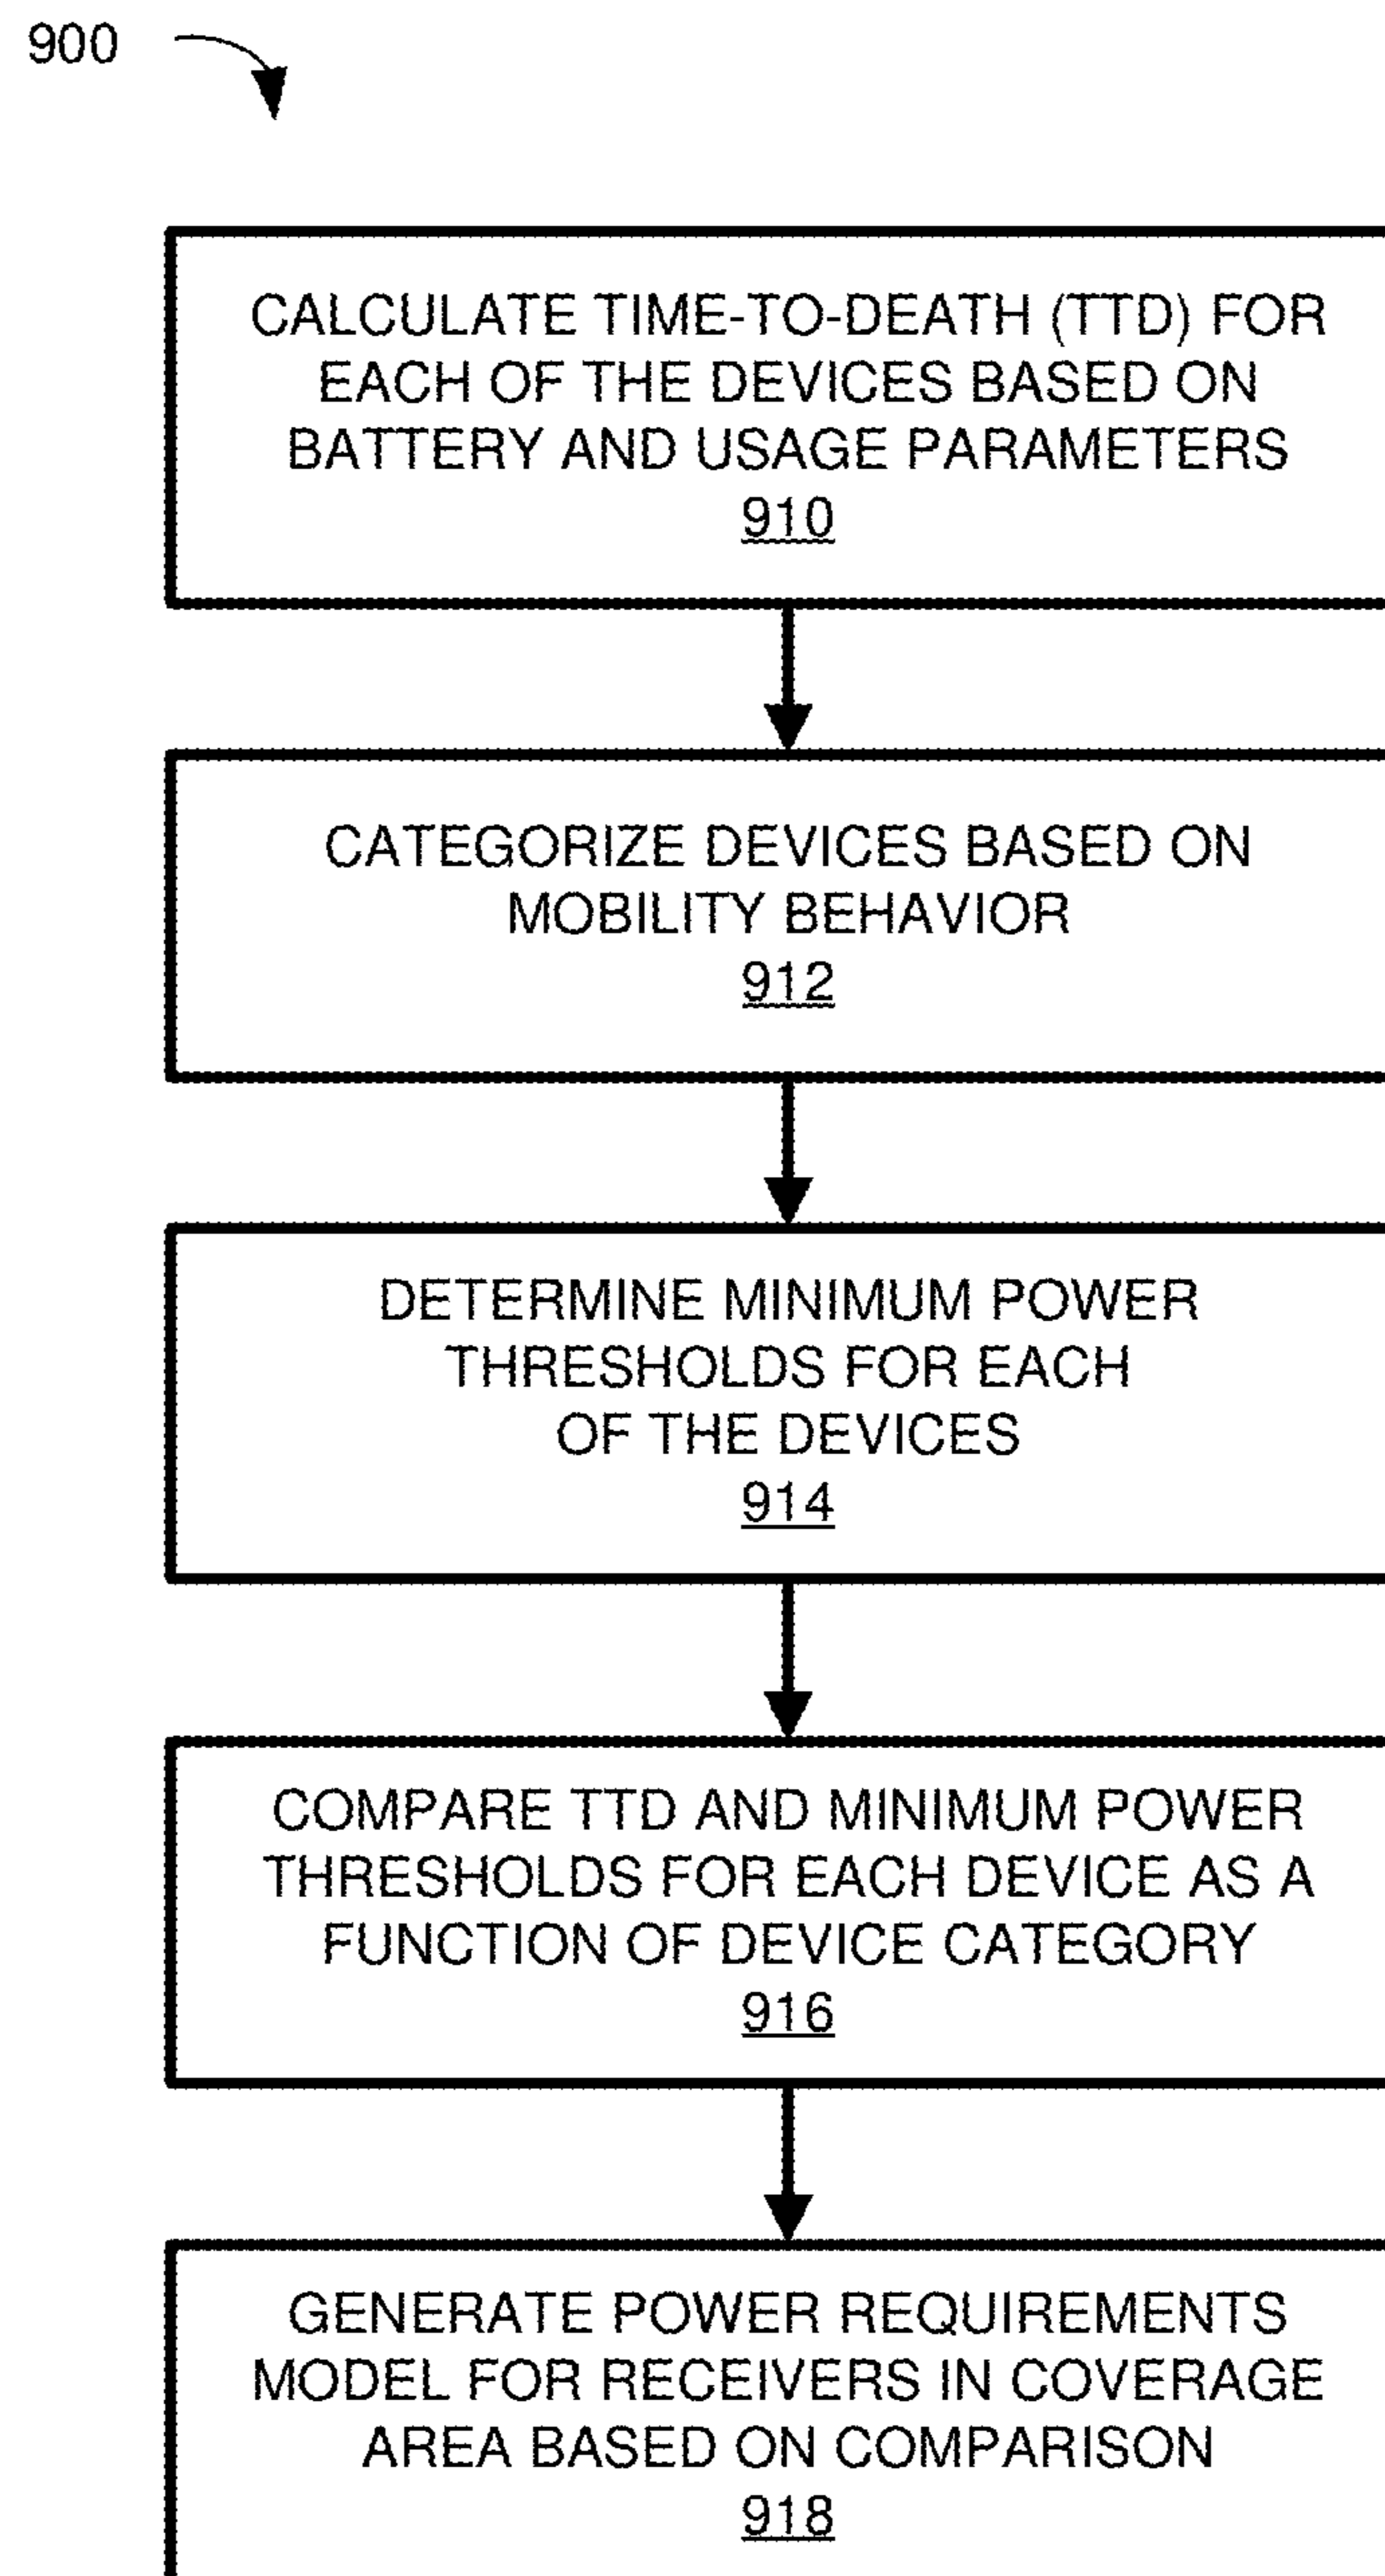 900
CALCULATE TIME-TO-DEATH (TTD) FOR
EACH OF THE DEVICES BASED ON
BATTERY AND USAGE PARAMETERS
910
CATEGORIZE DEVICES BASED ON
MOBILITY BEHAVIOR
912
DETERMINE MINIMUM POWER
THRESHOLDS FOR EACH
OF THE DEVICES
914
COMPARE TTD AND MINIMUM POWER
THRESHOLDS FOR EACH DEVICE AS A
FUNCTION OF DEVICE CATEGORY
916
GENERATE POWER REQUIREMENTS
MODEL FOR RECEIVERS IN COVERAGE
AREA BASED ON COMPARISON
918